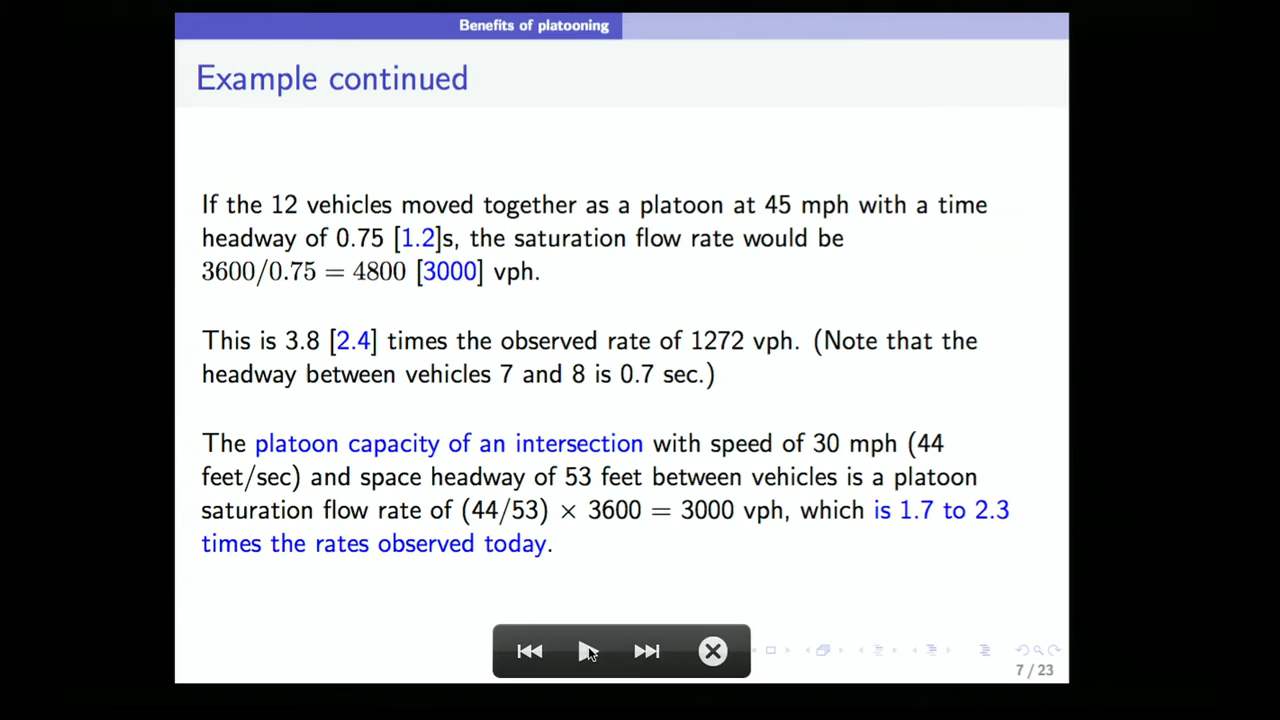 Benefits of platooning
Example continued
If the 12 vehicles moved together as a platoon at 45 mph with a time
headway of 0.75 [1.2]s, the saturation flow rate would be
3600/0.75 = 4800 [3000] vph.
This is 3.8 [2.4] times the observed rate of 1272 vph. (Note that the
headway between vehicles 7 and 8 is 0.7 sec.)
The platoon capacity of an intersection with speed of 30 mph (44
feet/sec) and space headway of 53 feet between vehicles is a platoon
saturation flow rate of (44/53) × 3600 = 3000 vph, which is 1.7 to 2.3
times the rates observed today.
7 / 23